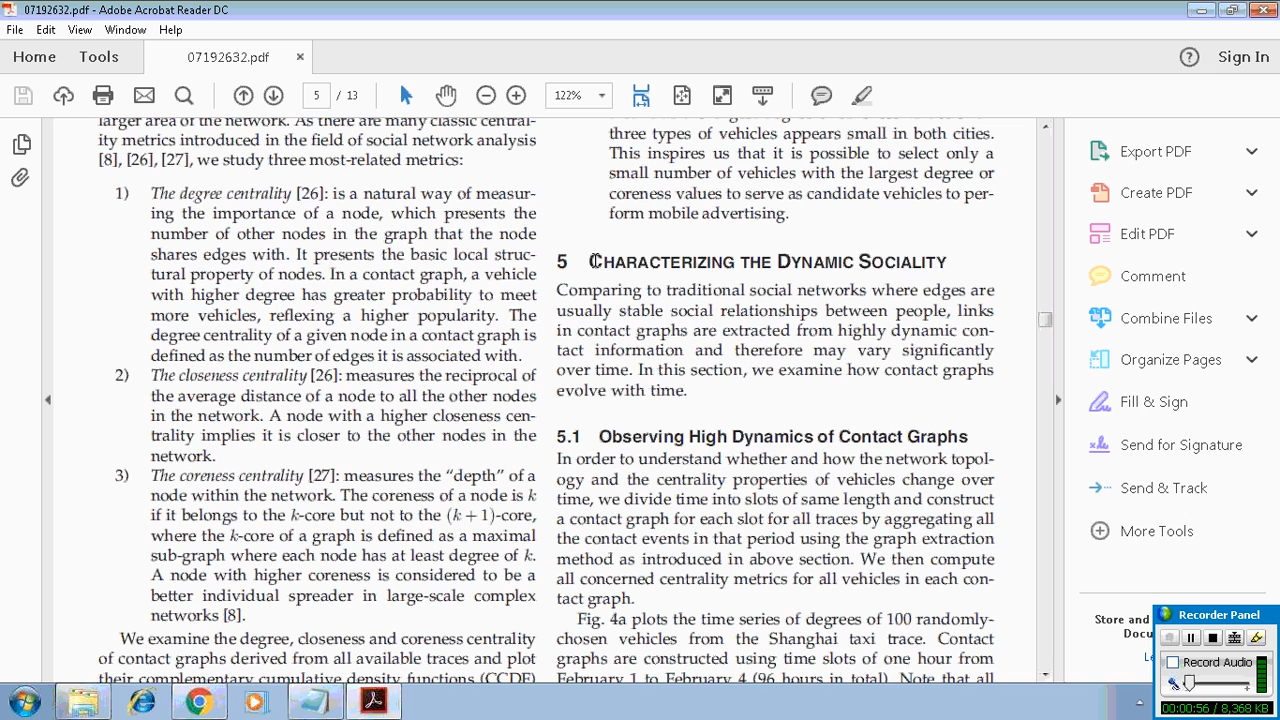 07192632.pdf - Adobe Acrobat Reader DC
File Edit View Window Help
Home Tools 07192632.pdf × Sign In
5 / 13 122%
larger area of the network. As there are many classic central-
ity metrics introduced in the field of social network analysis
[8], [26], [27], we study three most-related metrics:
1) The degree centrality [26]: is a natural way of measur-
ing the importance of a node, which presents the
number of other nodes in the graph that the node
shares edges with. It presents the basic local struc-
tural property of nodes. In a contact graph, a vehicle
with higher degree has greater probability to meet
more vehicles, reflexing a higher popularity. The
degree centrality of a given node in a contact graph is
defined as the number of edges it is associated with.
2) The closeness centrality [26]: measures the reciprocal of
the average distance of a node to all the other nodes
in the network. A node with a higher closeness cen-
trality implies it is closer to the other nodes in the
network.
3) The coreness centrality [27]: measures the “depth” of a
node within the network. The corness of a node is k
if it belongs to the k-core but not to the (k + 1)-core,
where the k-core of a graph is defined as a maximal
sub-graph where each node has at least degree of k.
A node with higher coreness is considered to be a
better individual spreader in large-scale complex
networks [8].
We examine the degree, closeness and coreness centrality
of contact graphs derived from all available traces and plot
their complementary cumulative density functions (CCDF)
three types of vehicles appears small in both cities.
This inspires us that it is possible to select only a
small number of vehicles with the largest degree or
coreness values to serve as candidate vehicles to per-
form mobile advertising.
5 CHARACTERIZING THE DYNAMIC SOCIALITY
Comparing to traditional social networks where edges are
usually stable social relationships between people, links
in contact graphs are extracted from highly dynamic con-
tact information and therefore may vary significantly
over time. In this section, we examine how contact graphs
evolve with time.
5.1 Observing High Dynamics of Contact Graphs
In order to understand whether and how the network topol-
ogy and the centrality properties of vehicles change over
time, we divide time into slots of same length and construct
a contact graph for each slot for all traces by aggregating all
the contact events in that period using the graph extraction
method as introduced in above section. We then compute
all concerned centrality metrics for all vehicles in each con-
tact graph.
Fig. 4a plots the time series of degrees of 100 randomly-
chosen vehicles from the Shanghai taxi trace. Contact
graphs are constructed using time slots of one hour from
February 1 to February 4 (96 hours in total). Note that all
Export PDF
Create PDF
Edit PDF
Comment
Combine Files
Organize Pages
Fill & Sign
Send for Signature
Send & Track
More Tools
Store and
Docu
Le
Recorder Panel
Record Audio
00:00:56 / 8,368 KB